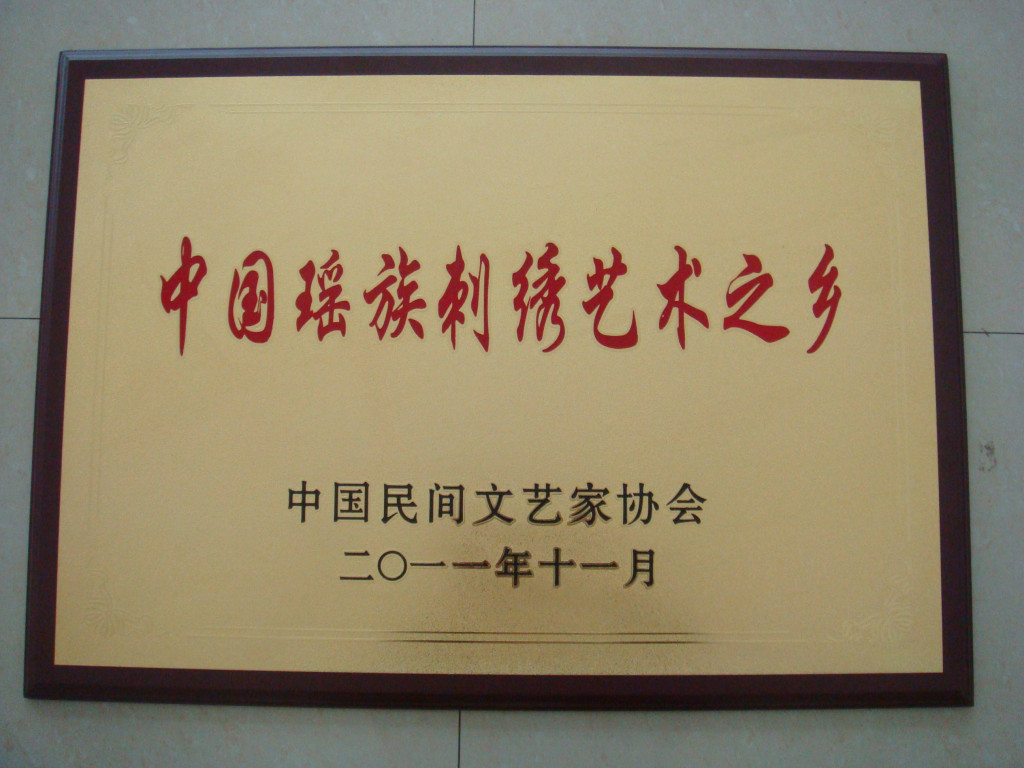 中国瑶族刺绣艺术之乡
中国民间文艺家协会
二〇一一年十一月